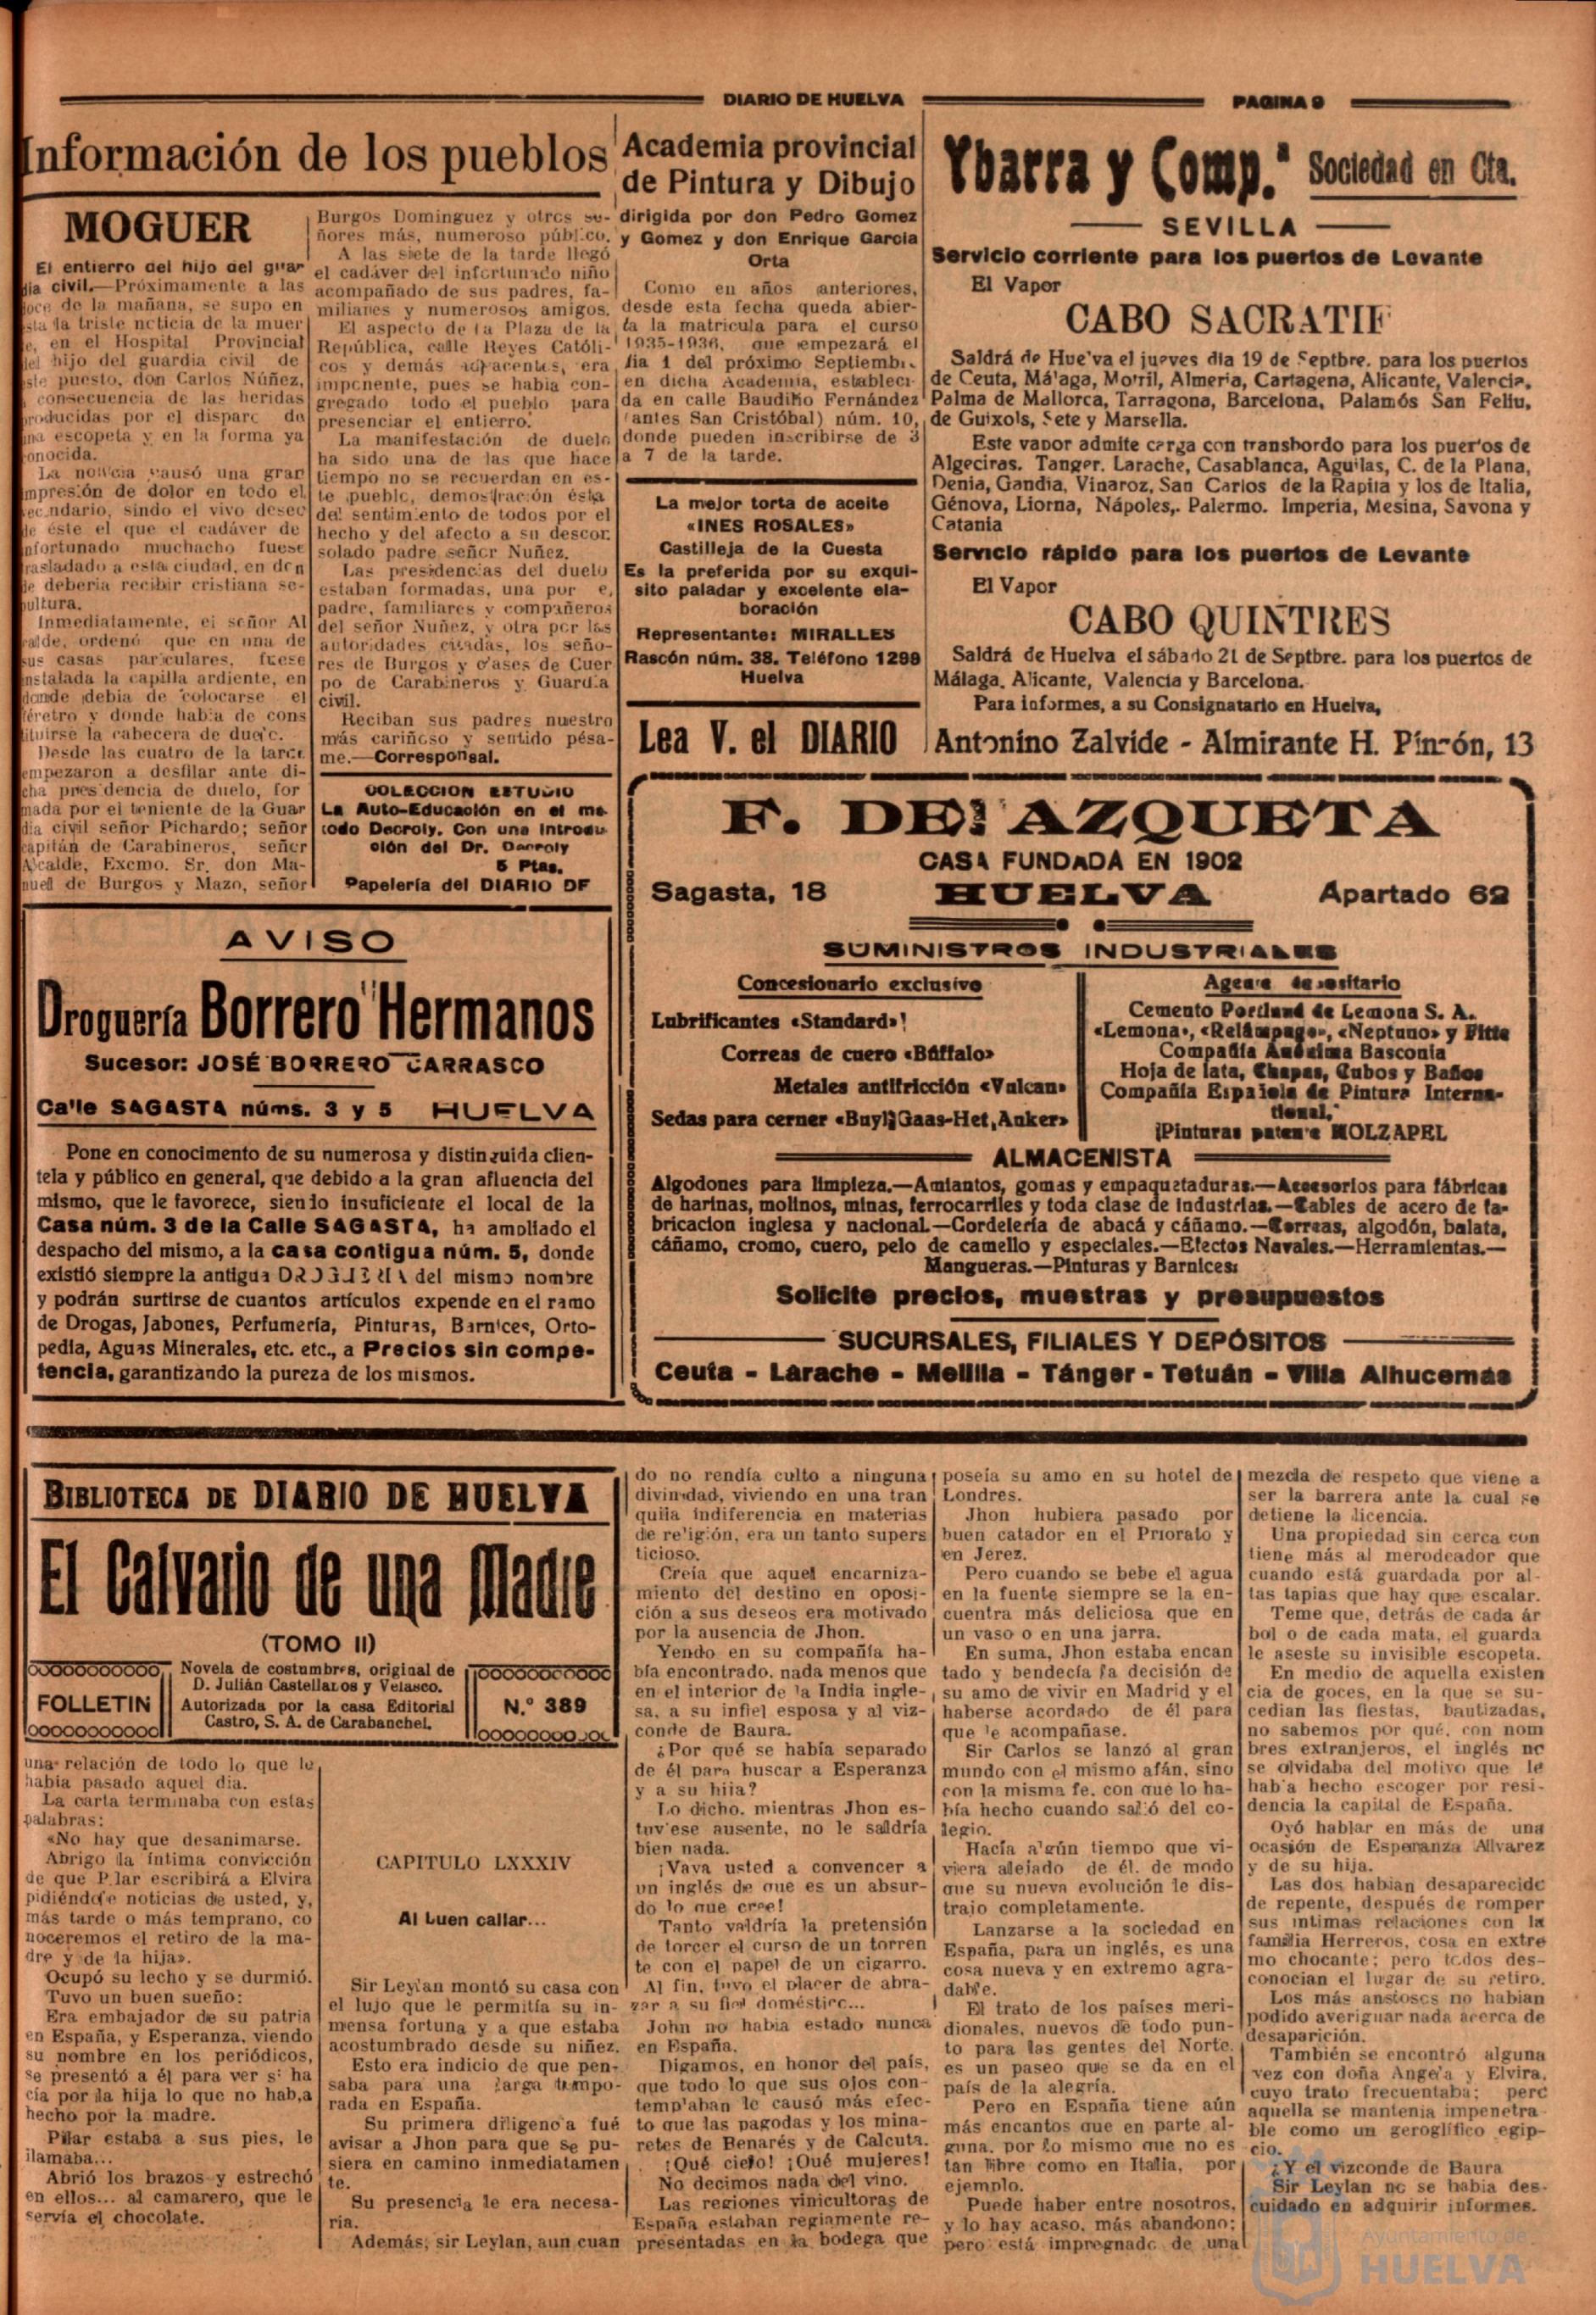 DIARIO DE HUELVA
PAGINA 9
Información de los pueblos
MOGUER
El entierro del hijo del guar
dia civil.—Próximamente a las
doce de la mañana, se supo en
esta la triste noticia de la muer
te, en el Hospital Provincial
del hijo del guardia civil de
este puesto, don Carlos Núñez,
a consecuencia de las heridas
producidas por el disparo de
una escopeta y en la forma ya
conocida.
La noticia causó una gran
impresión de dolor en todo el
vecindario, sindo el vivo deseo
de éste el que el cadáver de
infortunado muchacho fuese
trasladado a esta ciudad, en don
de debería recibir cristiana se-
pultura.
Inmediatamente, el señor Al
calde, ordenó que en una de
sus casas particulares, fuese
instalada la capilla ardiente, en
donde debia de colocarse el
féretro y donde había de cons
tituirse la cabecera de duelo.
Desde las cuatro de la tarde
empezaron a desfilar ante di-
cha presidencia de duelo, for
mada por el teniente de la Guar
dia civil señor Pichardo; señor
capitán de Carabineros, señor
Alcalde, Excmo. Sr. don Ma-
nuel de Burgos y Mazo, señor
Burgos Dominguez y otros se-
ñores más, numeroso público.
A las siete de la tarde llegó
el cadáver del infortunado niño
acompañado de sus padres, fa-
miliares y numerosos amigos.
El aspecto de la Plaza de la
República, calle Reyes Católi-
cos y demás adyacentes, era
imponente, pues se había con-
gregado todo el pueblo para
presenciar el entierro.
La manifestación de duelo
ha sido una de las que hace
tiempo no se recuerdan en es-
te pueblo, demostración ésta
del sentimiento de todos por el
hecho y del afecto a su descon
solado padre señor Nuñez.
Las presidencias del duelo
estaban formadas, una por e,
padre, familiares y compañeros
del señor Nuñez, y otra por las
autoridades citadas, los seño-
res de Burgos y clases de Cuer
po de Carabineros y Guardia
civil.
Reciban sus padres nuestro
más cariñoso y sentido pésa-
me.—Corresponsal.
COLECCION ESTUDIO
La Auto-Educación en el me-
todo Decroly. Con una Introdu-
ción del Dr. Decroly
5 Ptas.
Papelería del DIARIO DE
Academia provincial
de Pintura y Dibujo
dirigida por don Pedro Gomez
y Gomez y don Enrique Garcia
Orta
Como en años anteriores,
desde esta fecha queda abier-
ta la matricula para el curso
1935-1936, que empezará el
dia 1 del próximo Septiembre
en dicha Academia, estableci
da en calle Baudilio Fernández
(antes San Cristóbal) núm. 10,
donde pueden inscribirse de 3
a 7 de la tarde.
La mejor torta de aceite
«INES ROSALES»
Castilleja de la Cuesta
Es la preferida por su exqui-
sito paladar y excelente ela-
boración
Representante: MIRALLES
Rascón núm. 38. Teléfono 1299
Huelva
Lea V. el DIARIO
Ybarra y Comp.ª Sociedad en Cta.
SEVILLA
Servicio corriente para los puertos de Levante
El Vapor
CABO SACRATIF
Saldrá de Huelva el jueves dia 19 de Septbre. para los puertos
de Ceuta, Málaga, Motril, Almeria, Cartagena, Alicante, Valencia,
Palma de Mallorca, Tarragona, Barcelona, Palamós San Feliu,
de Guixols, Sete y Marsella.
Este vapor admite carga con transbordo para los puertos de
Algeciras. Tanger. Larache, Casablanca, Aguilas, C. de la Plana,
Denia, Gandia, Vinaroz, San Carlos de la Rapita y los de Italia,
Génova, Liorna, Nápoles,. Palermo. Imperia, Mesina, Savona y
Catania
Servicio rápido para los puertos de Levante
El Vapor
CABO QUINTRES
Saldrá de Huelva el sábado 21 de Septbre. para los puertos de
Málaga, Alicante, Valencia y Barcelona.
Para informes, a su Consignatario en Huelva,
Antonino Zalvide - Almirante H. Pinzón, 13
AVISO
Droguería Borrero Hermanos
Sucesor: JOSÉ BORRERO CARRASCO
Calle SAGASTA núms. 3 y 5 HUELVA
Pone en conocimento de su numerosa y distinguida clien-
tela y público en general, que debido a la gran afluencia del
mismo, que le favorece, siendo insuficiente el local de la
Casa núm. 3 de la Calle SAGASTA, ha ampliado el
despacho del mismo, a la casa contigua núm. 5, donde
existió siempre la antigua DROGUERIA del mismo nombre
y podrán surtirse de cuantos artículos expende en el ramo
de Drogas, Jabones, Perfumería, Pinturas, Barnices, Orto-
pedia, Aguas Minerales, etc. etc., a Precios sin compe-
tencia, garantizando la pureza de los mismos.
F. DE AZQUETA
CASA FUNDADA EN 1902
Sagasta, 18 HUELVA Apartado 62
SUMINISTROS INDUSTRIALES
Concesionario exclusivo
Lubrificantes «Standard»
Correas de cuero «Búffalo»
Metales antifricción «Vulcan»
Sedas para cerner «Buyl; Gaas-Het, Anker»
Agente depositario
Cemento Portland de Lemona S. A.
«Lemona», «Relámpago», «Neptuno» y Titte
Compañía Anónima Basconia
Hoja de lata, Chapas, Cubos y Baños
Compañía Española de Pintura Interna-
tional,
Pinturas patente HOLZAPEL
ALMACENISTA
Algodones para limpieza.—Amiantos, gomas y empaquetaduras.—Accesorios para fábricas
de harinas, molinos, minas, ferrocarriles y toda clase de industrias.—Cables de acero de fa-
bricacion inglesa y nacional.—Cordelería de abacá y cáñamo.—Correas, algodón, balata,
cáñamo, cromo, cuero, pelo de camello y especiales.—Efectos Navales.—Herramientas.—
Mangueras.—Pinturas y Barnices:
Solicite precios, muestras y presupuestos
SUCURSALES, FILIALES Y DEPÓSITOS
Ceuta - Larache - Melilla - Tánger - Tetuán - Villa Alhucemas
BIBLIOTECA DE DIARIO DE HUELVA
El Calvario de una Madre
(TOMO II)
FOLLETIN
Novela de costumbres, original de
D. Julián Castellanos y Velasco.
Autorizada por la casa Editorial
Castro, S. A. de Carabanchel.
N.º 389
una relación de todo lo que le
había pasado aquel dia.
La carta terminaba con estas
palabras:
«No hay que desanimarse.
Abrigo la íntima convicción
de que Pilar escribirá a Elvira
pidiéndole noticias de usted, y,
más tarde o más temprano, co
noceremos el retiro de la ma-
dre y de la hija».
Ocupó su lecho y se durmió.
Tuvo un buen sueño:
Era embajador de su patria
en España, y Esperanza, viendo
su nombre en los periódicos,
se presentó a él para ver si ha
cía por la hija lo que no había
hecho por la madre.
Pilar estaba a sus pies, le
llamaba...
Abrió los brazos y estrechó
en ellos... al camarero, que le
servía el chocolate.
CAPITULO LXXXIV
Al buen callar...
Sir Leylan montó su casa con
el lujo que le permitía su in-
mensa fortuna y a que estaba
acostumbrado desde su niñez.
Esto era indicio de que pen-
saba para una larga tempo-
rada en España.
Su primera diligencia fué
avisar a Jhon para que se pu-
siera en camino inmediatamen
te.
Su presencia le era necesa-
ria.
Además, sir Leylan, aun cuan
do no rendía culto a ninguna
divinidad, viviendo en una tran
quila indiferencia en materias
de religión, era un tanto supers
ticioso.
Creía que aquel encarniza-
miento del destino en oposi-
ción a sus deseos era motivado
por la ausencia de Jhon.
Yendo en su compañía ha-
bía encontrado, nada menos que
en el interior de la India ingle-
sa, a su infiel esposa y al viz-
conde de Baura.
¿Por qué se había separado
de él para buscar a Esperanza
y a su hija?
Lo dicho, mientras Jhon es-
tuviese ausente, no le saldría
bien nada.
¡Vava usted a convencer a
un inglés de que es un absur-
do lo que cree!
Tanto valdría la pretensión
de torcer el curso de un torren
te con el papel de un cigarro.
Al fin, tuvo el placer de abra-
zar a su fiel doméstico...
John no había estado nunca
en España.
Digamos, en honor del país,
que todo lo que sus ojos con-
templaban le causó más efec-
to que las pagodas y los mina-
retes de Benarés y de Calcuta.
¡Qué cielo! ¡Qué mujeres!
No decimos nada del vino.
Las regiones vinicultoras de
España estaban regiamente re-
presentadas en la bodega que
poseía su amo en su hotel de
Londres.
Jhon hubiera pasado por
buen catador en el Priorato y
en Jerez.
Pero cuando se bebe el agua
en la fuente siempre se la en-
cuentra más deliciosa que en
un vaso o en una jarra.
En suma, Jhon estaba encan
tado y bendecía la decisión de
su amo de vivir en Madrid y el
haberse acordado de él para
que le acompañase.
Sir Carlos se lanzó al gran
mundo con el mismo afán, sino
con la misma fe, con que lo ha-
bía hecho cuando salió del co-
legio.
Hacía algún tiempo que vi-
viera alejado de él, de modo
que su nueva evolución le dis-
trajo completamente.
Lanzarse a la sociedad en
España, para un inglés, es una
cosa nueva y en extremo agra-
dable.
El trato de los países meri-
dionales, nuevos de todo pun-
to para las gentes del Norte,
es un paseo que se da en el
país de la alegría.
Pero en España tiene aún
más encantos que en parte al-
guna, por lo mismo que no es
tan libre como en Italia, por
ejemplo.
Puede haber entre nosotros,
y lo hay acaso, más abandono;
pero está impregnado de una
mezcla de respeto que viene a
ser la barrera ante la cual se
detiene la licencia.
Una propiedad sin cerca con
tiene más al merodeador que
cuando está guardada por al-
tas tapias que hay que escalar.
Teme que, detrás de cada ár
bol o de cada mata, el guarda
le aseste su invisible escopeta.
En medio de aquella existen
cia de goces, en la que se su-
cedian las fiestas, bautizadas,
no sabemos por qué, con nom
bres extranjeros, el inglés no
se olvidaba del motivo que le
había hecho escoger por resi-
dencia la capital de España.
Oyó hablar en más de una
ocasión de Esperanza Alvarez
y de su hija.
Las dos habian desaparecido
de repente, después de romper
sus intimas relaciones con la
familia Herreros, cosa en extre
mo chocante; pero todos des-
conocian el lugar de su retiro.
Los más ansiosos no habian
podido averiguar nada acerca de
desaparición.
También se encontró alguna
vez con doña Angela y Elvira,
cuyo trato frecuentaba; pero
aquella se mantenia impenetra
ble como un geroglífico egip-
cio.
¿Y el vizconde de Baura
Sir Leylan no se habia des-
cuidado en adquirir informes.
Ayuntamiento de
HUELVA